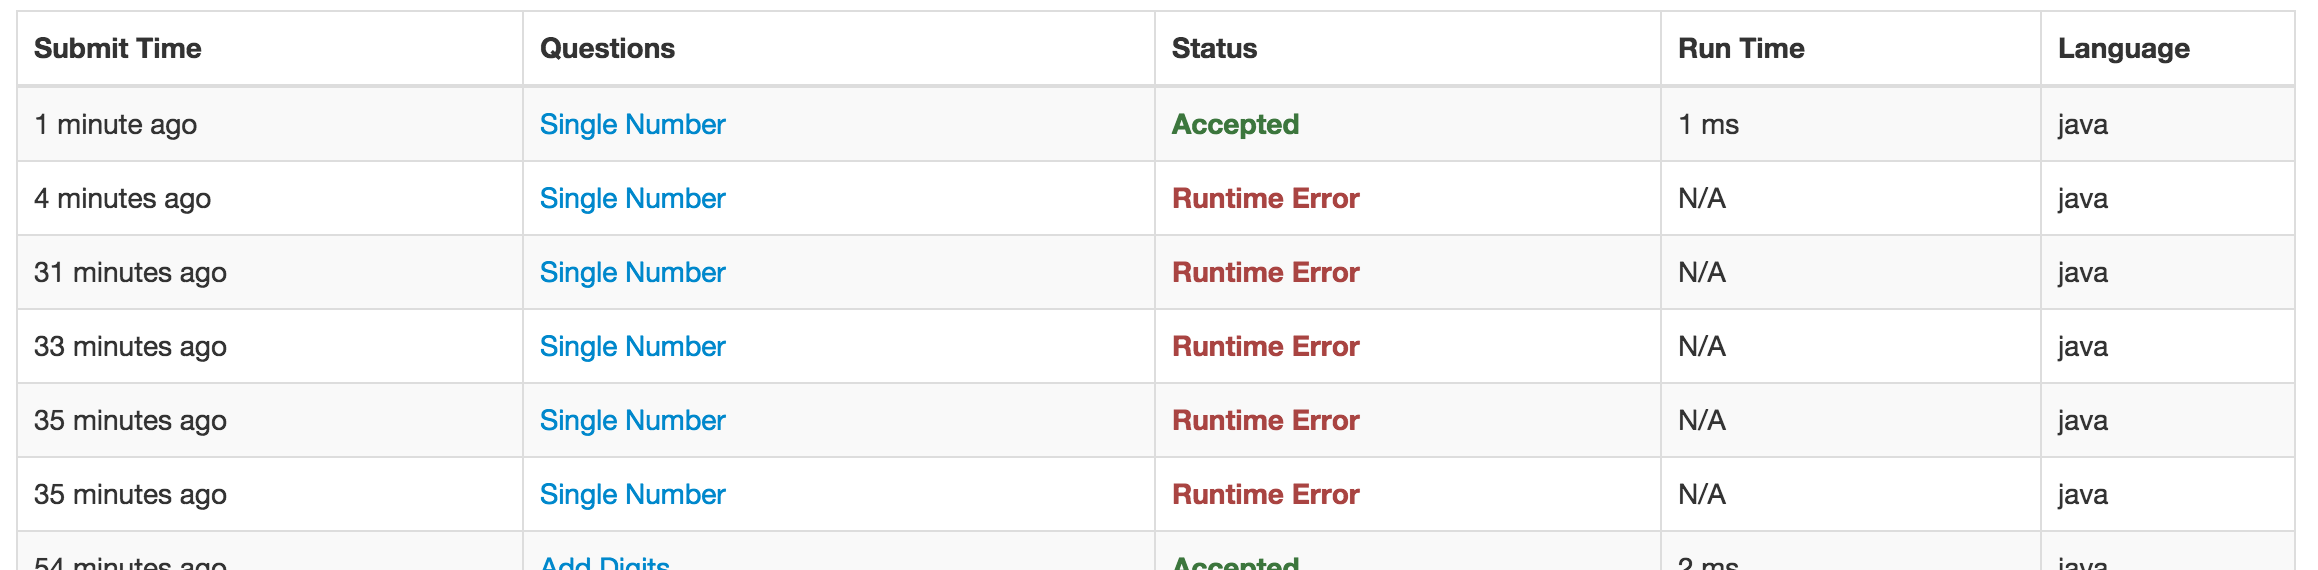 Submit Time Questions Status Run Time Language
1 minute ago Single Number Accepted 1 ms java
4 minutes ago Single Number Runtime Error N/A java
31 minutes ago Single Number Runtime Error N/A java
33 minutes ago Single Number Runtime Error N/A java
35 minutes ago Single Number Runtime Error N/A java
35 minutes ago Single Number Runtime Error N/A java
54 minutes ago Add Digits Accepted 2 ms java